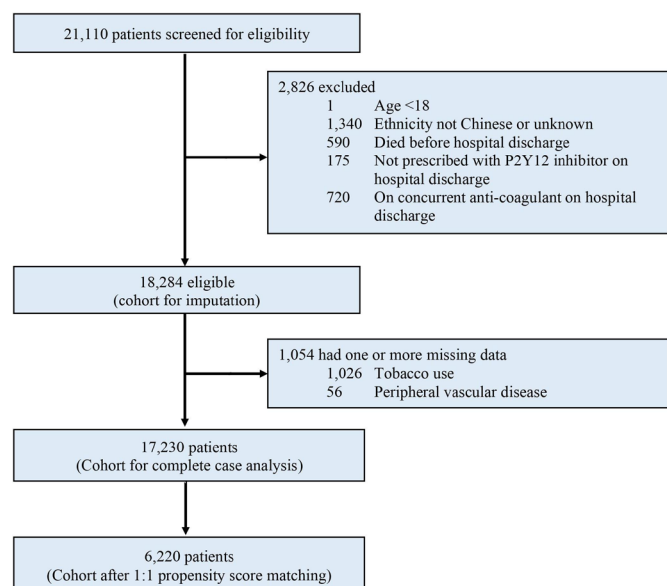 21,110 patients screened for eligibility
2,826 excluded
1 Age <18
1,340 Ethnicity not Chinese or unknown
590 Died before hospital discharge
175 Not prescribed with P2Y12 inhibitor on
hospital discharge
720 On concurrent anti-coagulant on hospital
discharge
18,284 eligible
(cohort for imputation)
1,054 had one or more missing data
1,026 Tobacco use
56 Peripheral vascular disease
17,230 patients
(Cohort for complete case analysis)
6,220 patients
(Cohort after 1:1 propensity score matching)